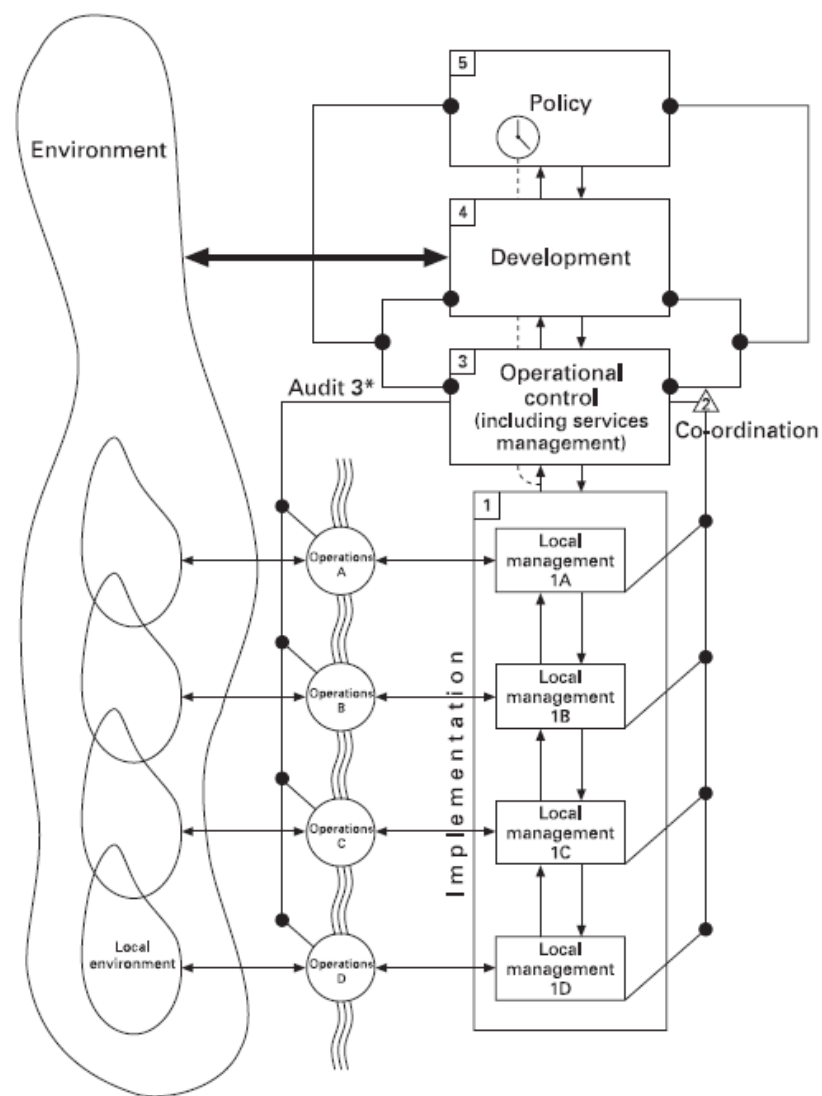 5
Policy
Environment
4
Development
3
Operational
control
(including services
management)
Audit 3*
2
Co-ordination
1
Operations
A
Local
management
1A
Operations
B
Local
management
1B
Implementation
Operations
C
Local
management
1C
Local
environment
Operations
D
Local
management
1D